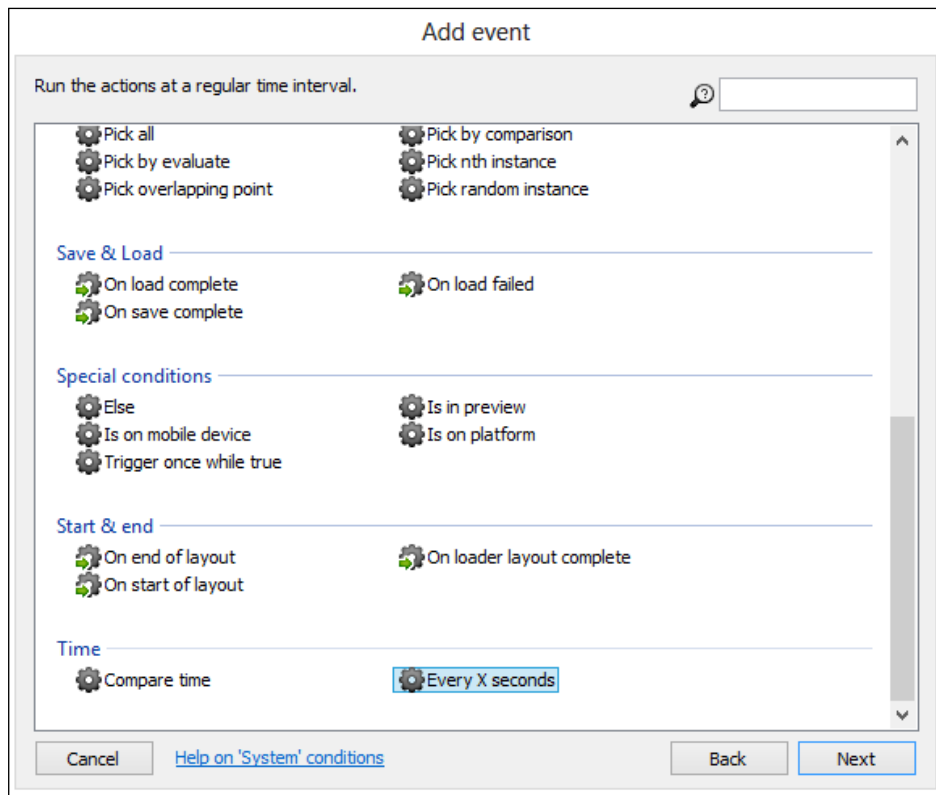 Add event
Run the actions at a regular time interval.
Pick all
Pick by comparison
Pick by evaluate
Pick nth instance
Pick overlapping point
Pick random instance
Save & Load
On load complete
On load failed
On save complete
Special conditions
Else
Is in preview
Is on mobile device
Is on platform
Trigger once while true
Start & end
On end of layout
On loader layout complete
On start of layout
Time
Compare time
Every X seconds
Cancel
Help on 'System' conditions
Back
Next